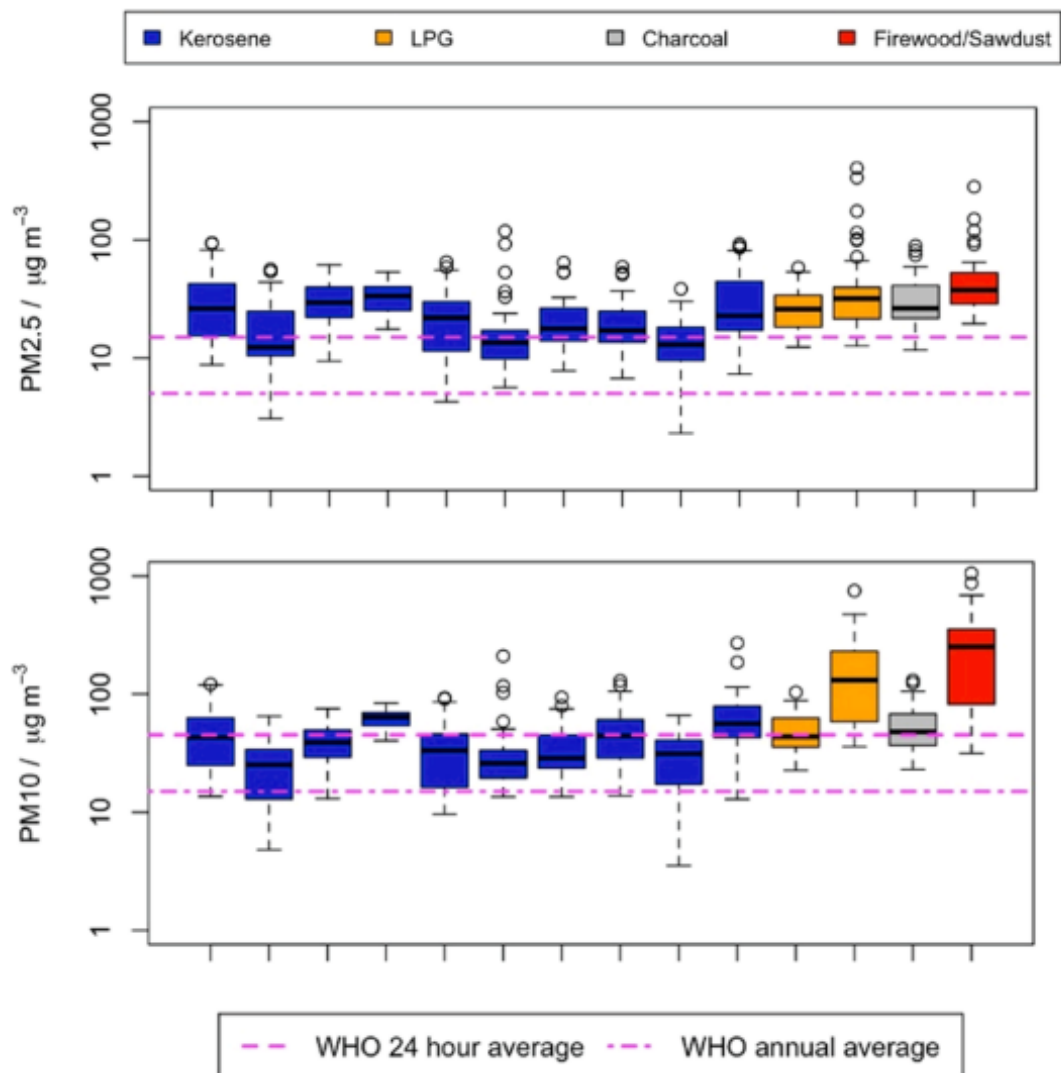 Kerosene LPG Charcoal Firewood/Sawdust
1000
100
10
1
PM2.5 / μg m⁻³
1000
100
10
1
PM10 / μg m⁻³
WHO 24 hour average WHO annual average